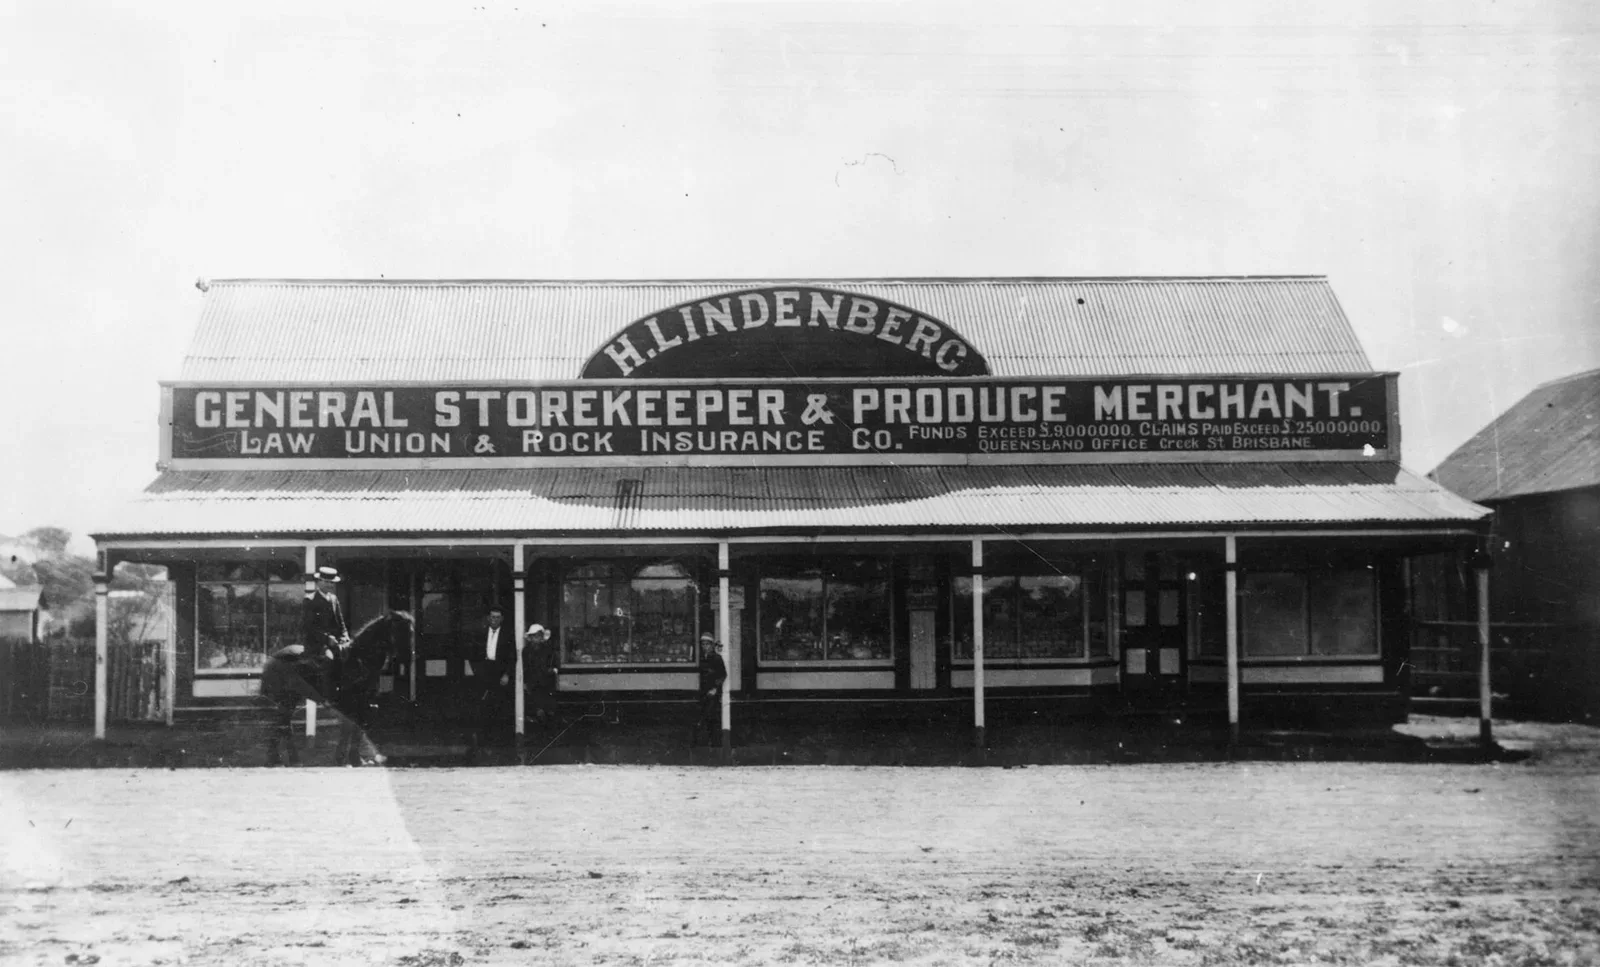 H. LINDENBERG
GENERAL STOREKEEPER & PRODUCE MERCHANT.
LAW UNION & ROCK INSURANCE CO. FUNDS EXCEED £.9000000. CLAIMS PAID EXCEED £.25000000.
QUEENSLAND OFFICE Creek St BRISBANE.